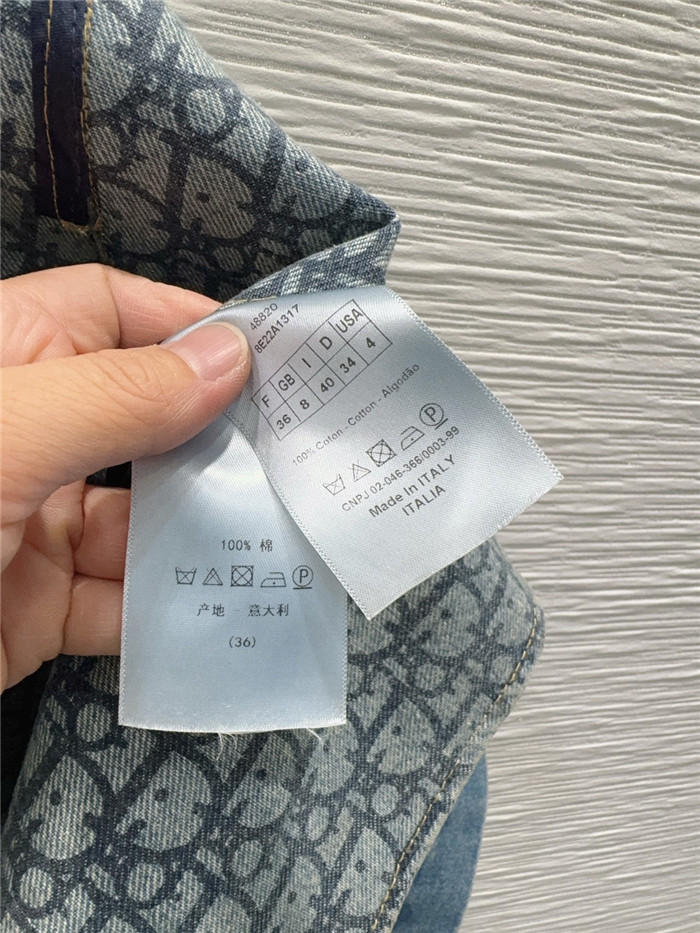 48820
8E22A1317
F GB I D USA
36 8 40 34 4
100% Coton - Cotton - Algodão
P
CNPJ 02-046-366/0003-99
Made In ITALY
ITALIA
100% 棉
P
产地 - 意大利
(36)